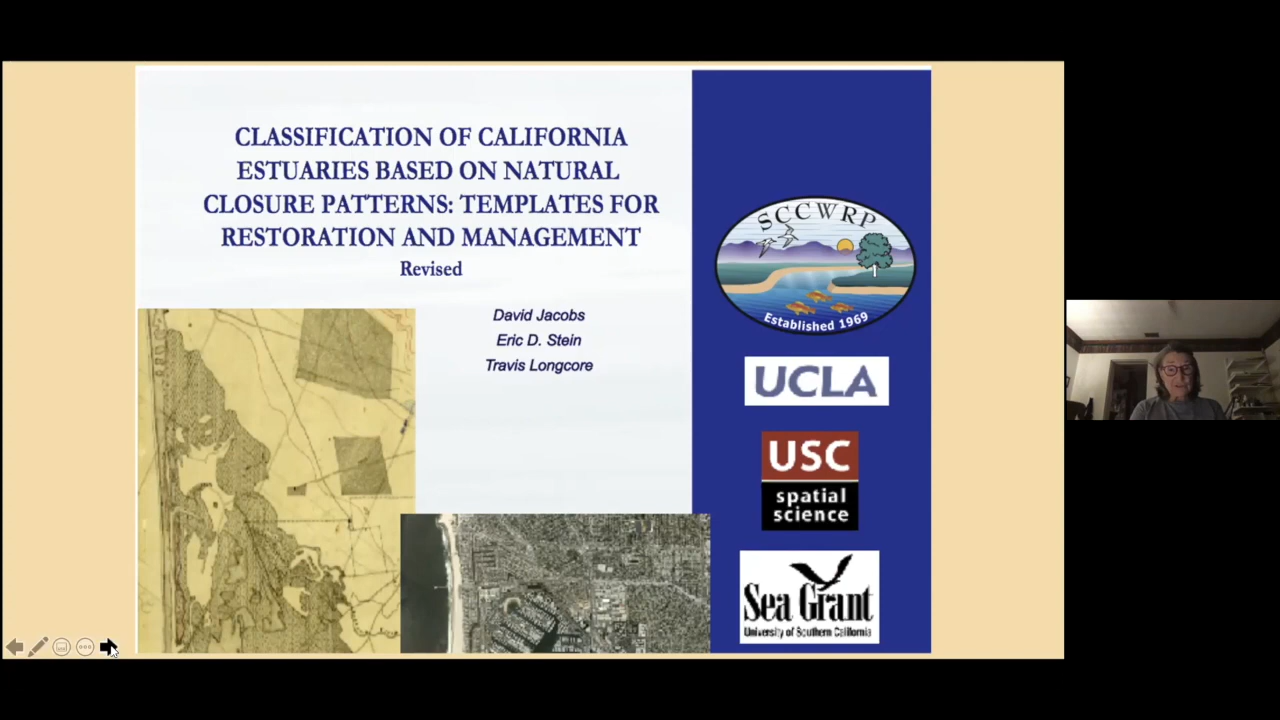 CLASSIFICATION OF CALIFORNIA
ESTUARIES BASED ON NATURAL
CLOSURE PATTERNS: TEMPLATES FOR
RESTORATION AND MANAGEMENT
Revised
David Jacobs
Eric D. Stein
Travis Longcore
SCCWRP
Established 1969
UCLA
USC
spatial
science
Sea Grant
University of Southern California